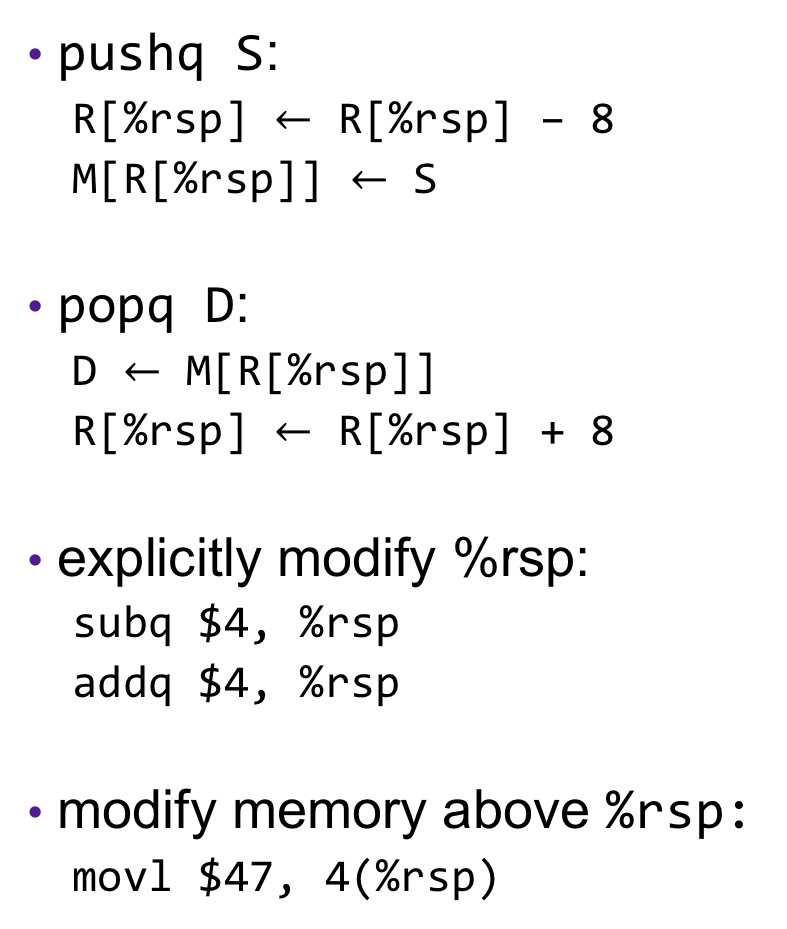 • pushq S:
R[%rsp] ← R[%rsp] – 8
M[R[%rsp]] ← S
• popq D:
D ← M[R[%rsp]]
R[%rsp] ← R[%rsp] + 8
• explicitly modify %rsp:
subq $4, %rsp
addq $4, %rsp
• modify memory above %rsp:
movl $47, 4(%rsp)